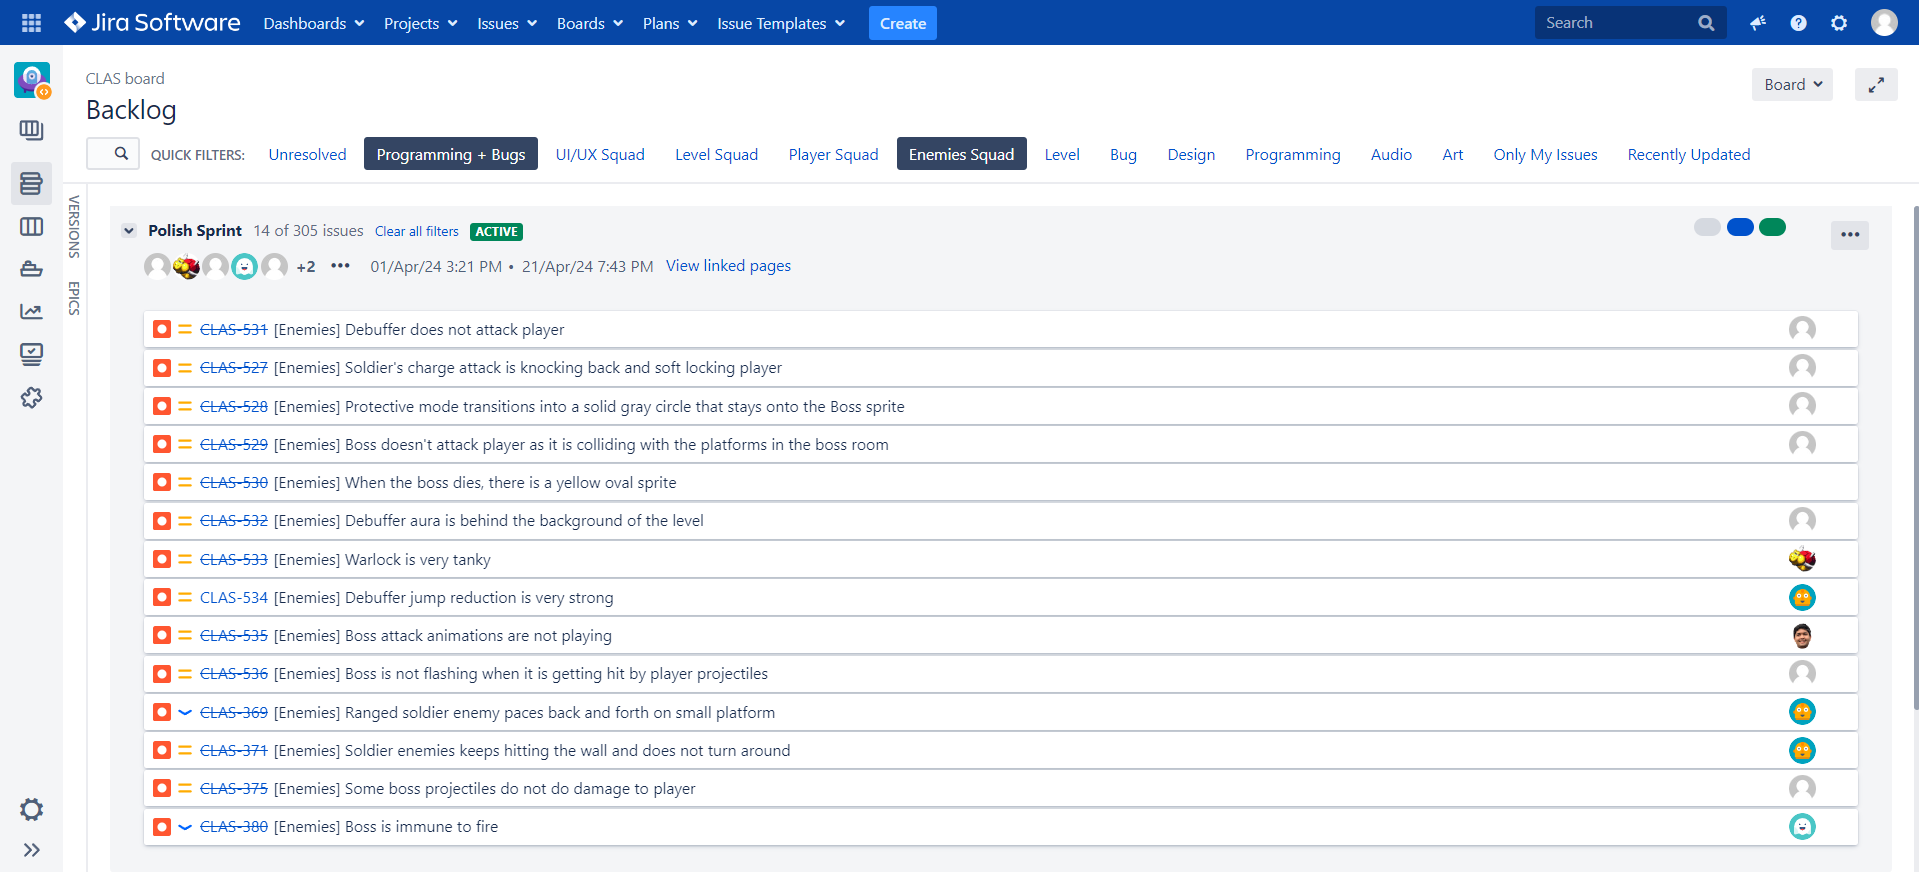 Jira Software Dashboards Projects Issues Boards Plans Issue Templates Create Search
CLAS board
Backlog
Board
QUICK FILTERS: Unresolved Programming + Bugs UI/UX Squad Level Squad Player Squad Enemies Squad Level Bug Design Programming Audio Art Only My Issues Recently Updated
VERSIONS
EPICS
Polish Sprint 14 of 305 issues Clear all filters ACTIVE
+2 ••• 01/Apr/24 3:21 PM • 21/Apr/24 7:43 PM View linked pages
CLAS-531 [Enemies] Debuffer does not attack player
CLAS-527 [Enemies] Soldier's charge attack is knocking back and soft locking player
CLAS-528 [Enemies] Protective mode transitions into a solid gray circle that stays onto the Boss sprite
CLAS-529 [Enemies] Boss doesn't attack player as it is colliding with the platforms in the boss room
CLAS-530 [Enemies] When the boss dies, there is a yellow oval sprite
CLAS-532 [Enemies] Debuffer aura is behind the background of the level
CLAS-533 [Enemies] Warlock is very tanky
CLAS-534 [Enemies] Debuffer jump reduction is very strong
CLAS-535 [Enemies] Boss attack animations are not playing
CLAS-536 [Enemies] Boss is not flashing when it is getting hit by player projectiles
CLAS-369 [Enemies] Ranged soldier enemy paces back and forth on small platform
CLAS-371 [Enemies] Soldier enemies keeps hitting the wall and does not turn around
CLAS-375 [Enemies] Some boss projectiles do not do damage to player
CLAS-380 [Enemies] Boss is immune to fire